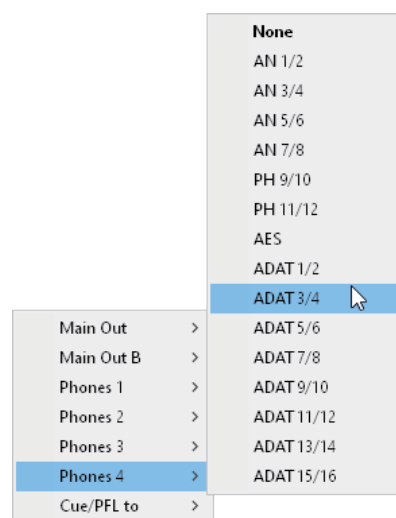 None
AN 1/2
AN 3/4
AN 5/6
AN 7/8
PH 9/10
PH 11/12
AES
ADAT 1/2
ADAT 3/4
ADAT 5/6
ADAT 7/8
ADAT 9/10
ADAT 11/12
ADAT 13/14
ADAT 15/16
Main Out >
Main Out B >
Phones 1 >
Phones 2 >
Phones 3 >
Phones 4 >
Cue/PFL to >